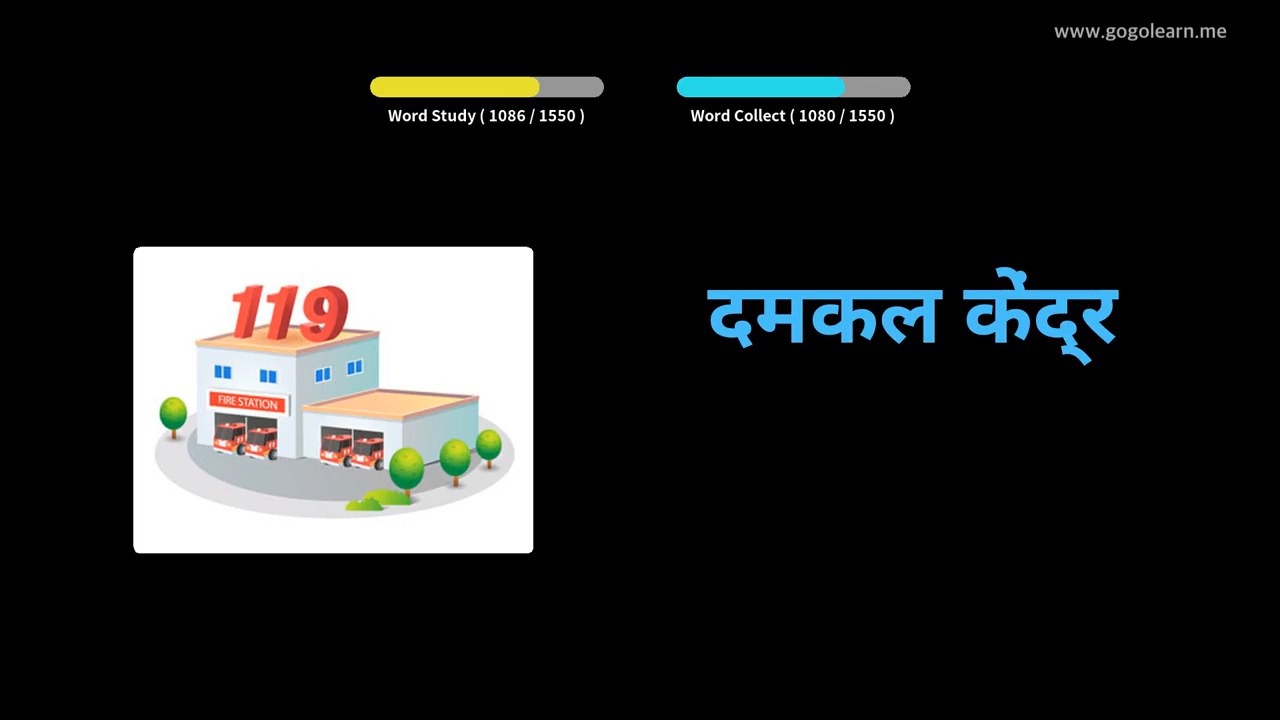 www.gogolearn.me
Word Study ( 1086 / 1550 )
Word Collect ( 1080 / 1550 )
119
FIRE STATION
दमकल केंद्र